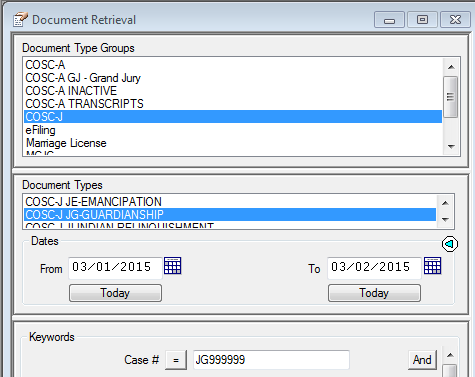 Document Retrieval
Document Type Groups
COSC-A
COSC-A GJ - Grand Jury
COSC-A INACTIVE
COSC-A TRANSCRIPTS
COSC-J
eFiling
Marriage License
Document Types
COSC-J JE-EMANCIPATION
COSC-J JG-GUARDIANSHIP
COSC-J JI-INDIAN RELINQUISHMENT
Dates
From 03/01/2015 To 03/02/2015
Today Today
Keywords
Case # = JG999999 And